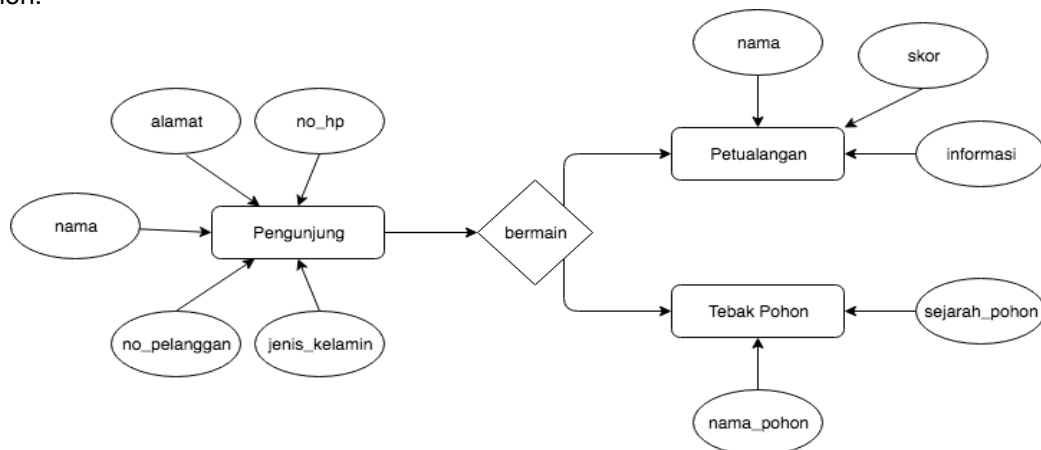 nama
skor
alamat
no_hp
Petualangan
informasi
nama
Pengunjung
bermain
Tebak Pohon
sejarah_pohon
no_pelanggan
jenis_kelamin
nama_pohon